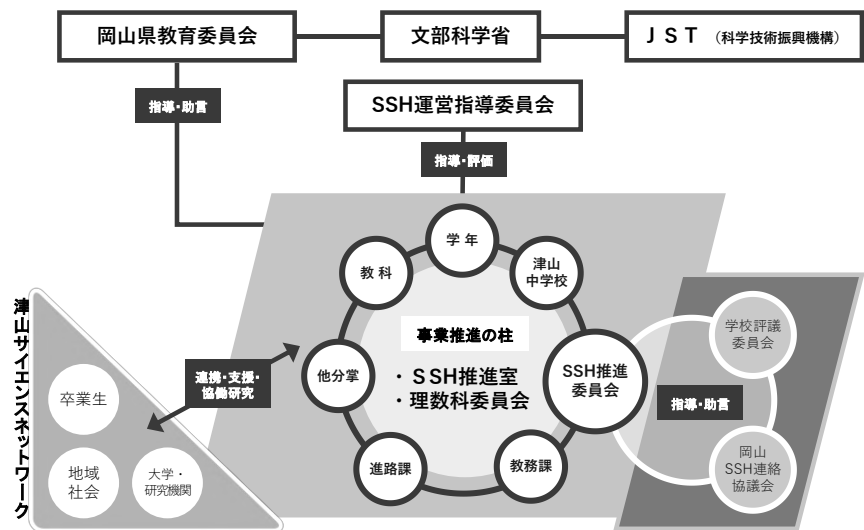 岡山県教育委員会
文部科学省
ＪＳＴ（科学技術振興機構）
指導・助言
SSH運営指導委員会
指導・評価
学年
教科
津山
中学校
事業推進の柱
・SSH推進室
・理数科委員会
他分掌
SSH推進
委員会
進路課
教務課
連携・支援・
協働研究
津山サイエンスネットワーク
卒業生
地域
社会
大学・
研究機関
学校評議
委員会
指導・助言
岡山
SSH連絡
協議会